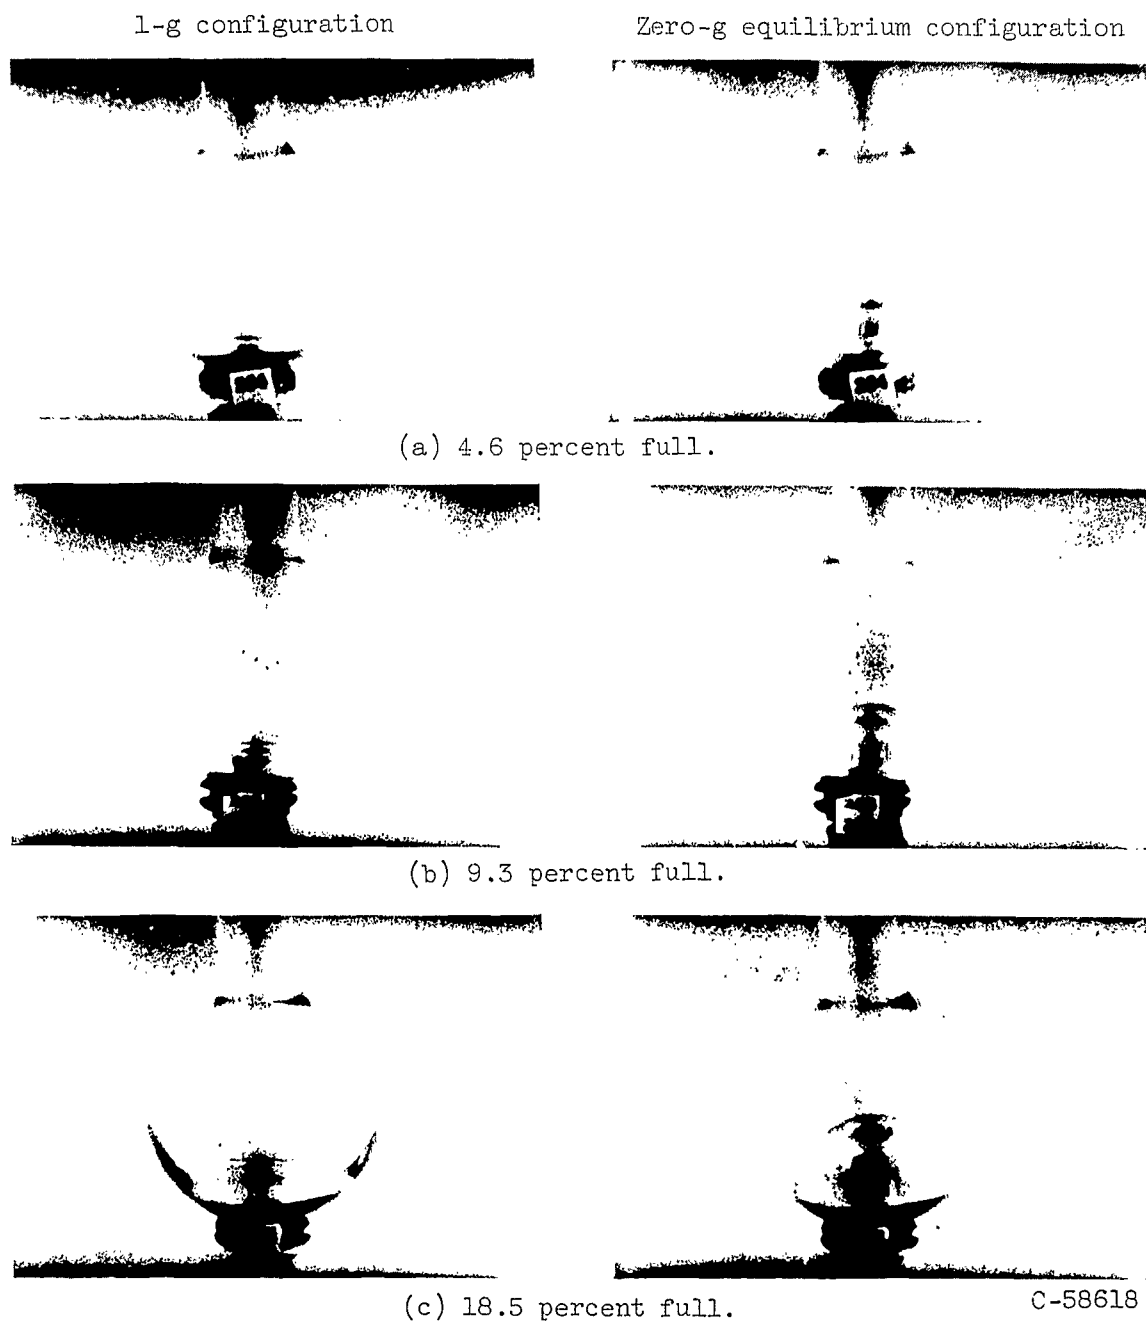 1-g configuration
Zero-g equilibrium configuration
(a) 4.6 percent full.
(b) 9.3 percent full.
(c) 18.5 percent full.
C-58618